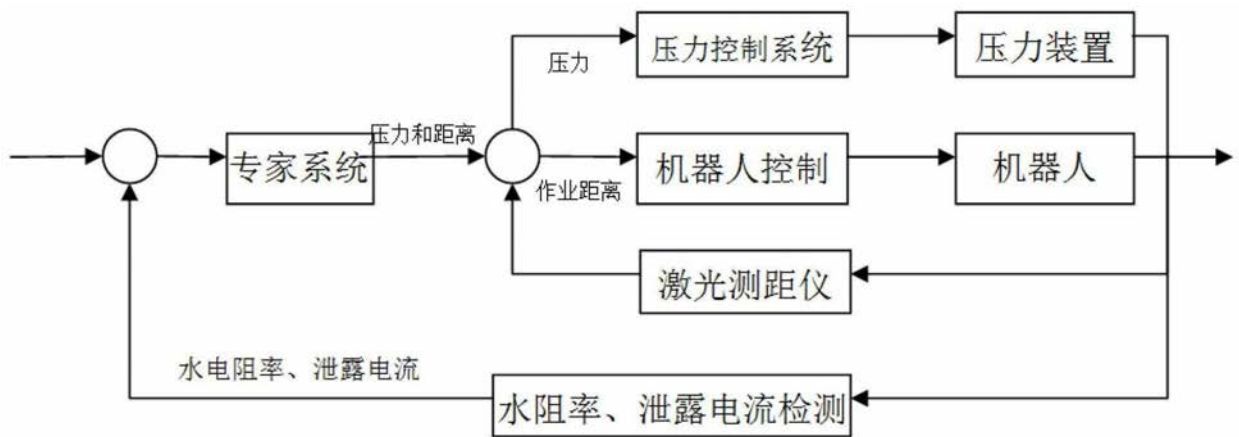 压力控制系统
压力装置
压力
压力和距离
专家系统
机器人控制
机器人
作业距离
激光测距仪
水电阻率、泄露电流
水阻率、泄露电流检测